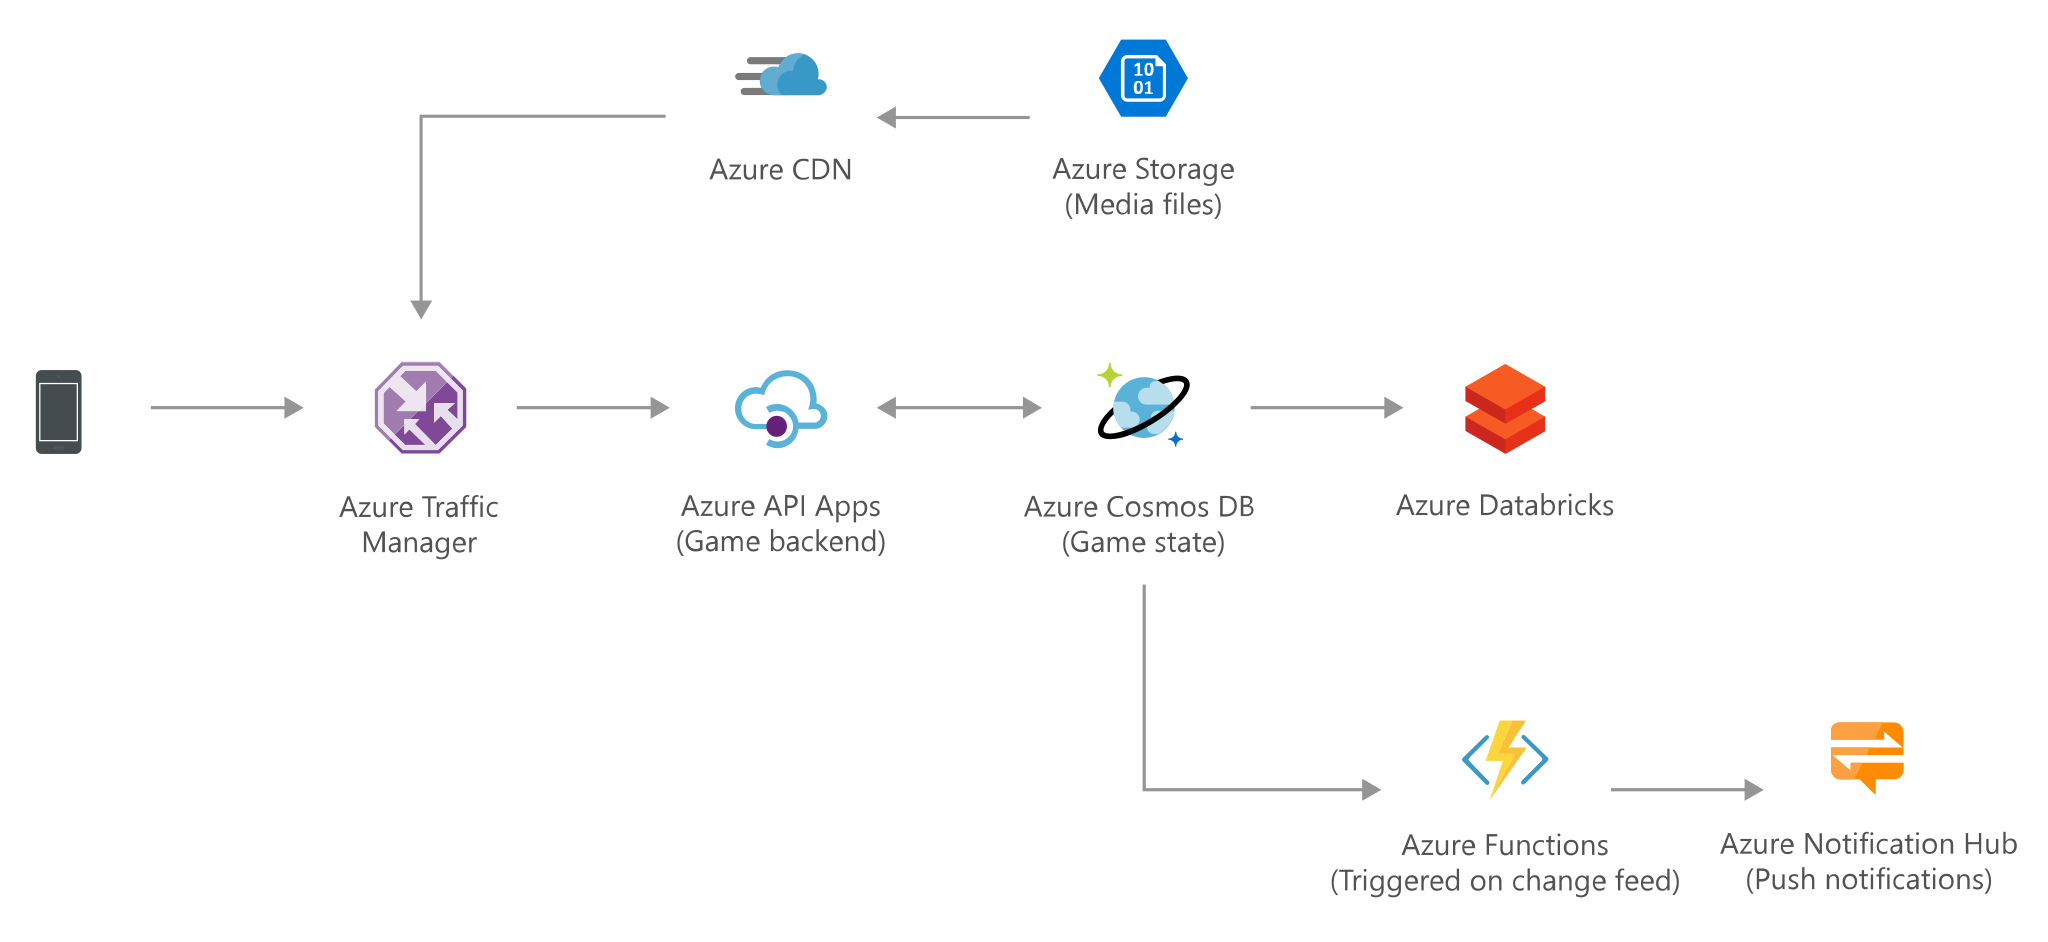 10
01
Azure CDN
Azure Storage
(Media files)
Azure Traffic
Manager
Azure API Apps
(Game backend)
Azure Cosmos DB
(Game state)
Azure Databricks
Azure Functions
(Triggered on change feed)
Azure Notification Hub
(Push notifications)